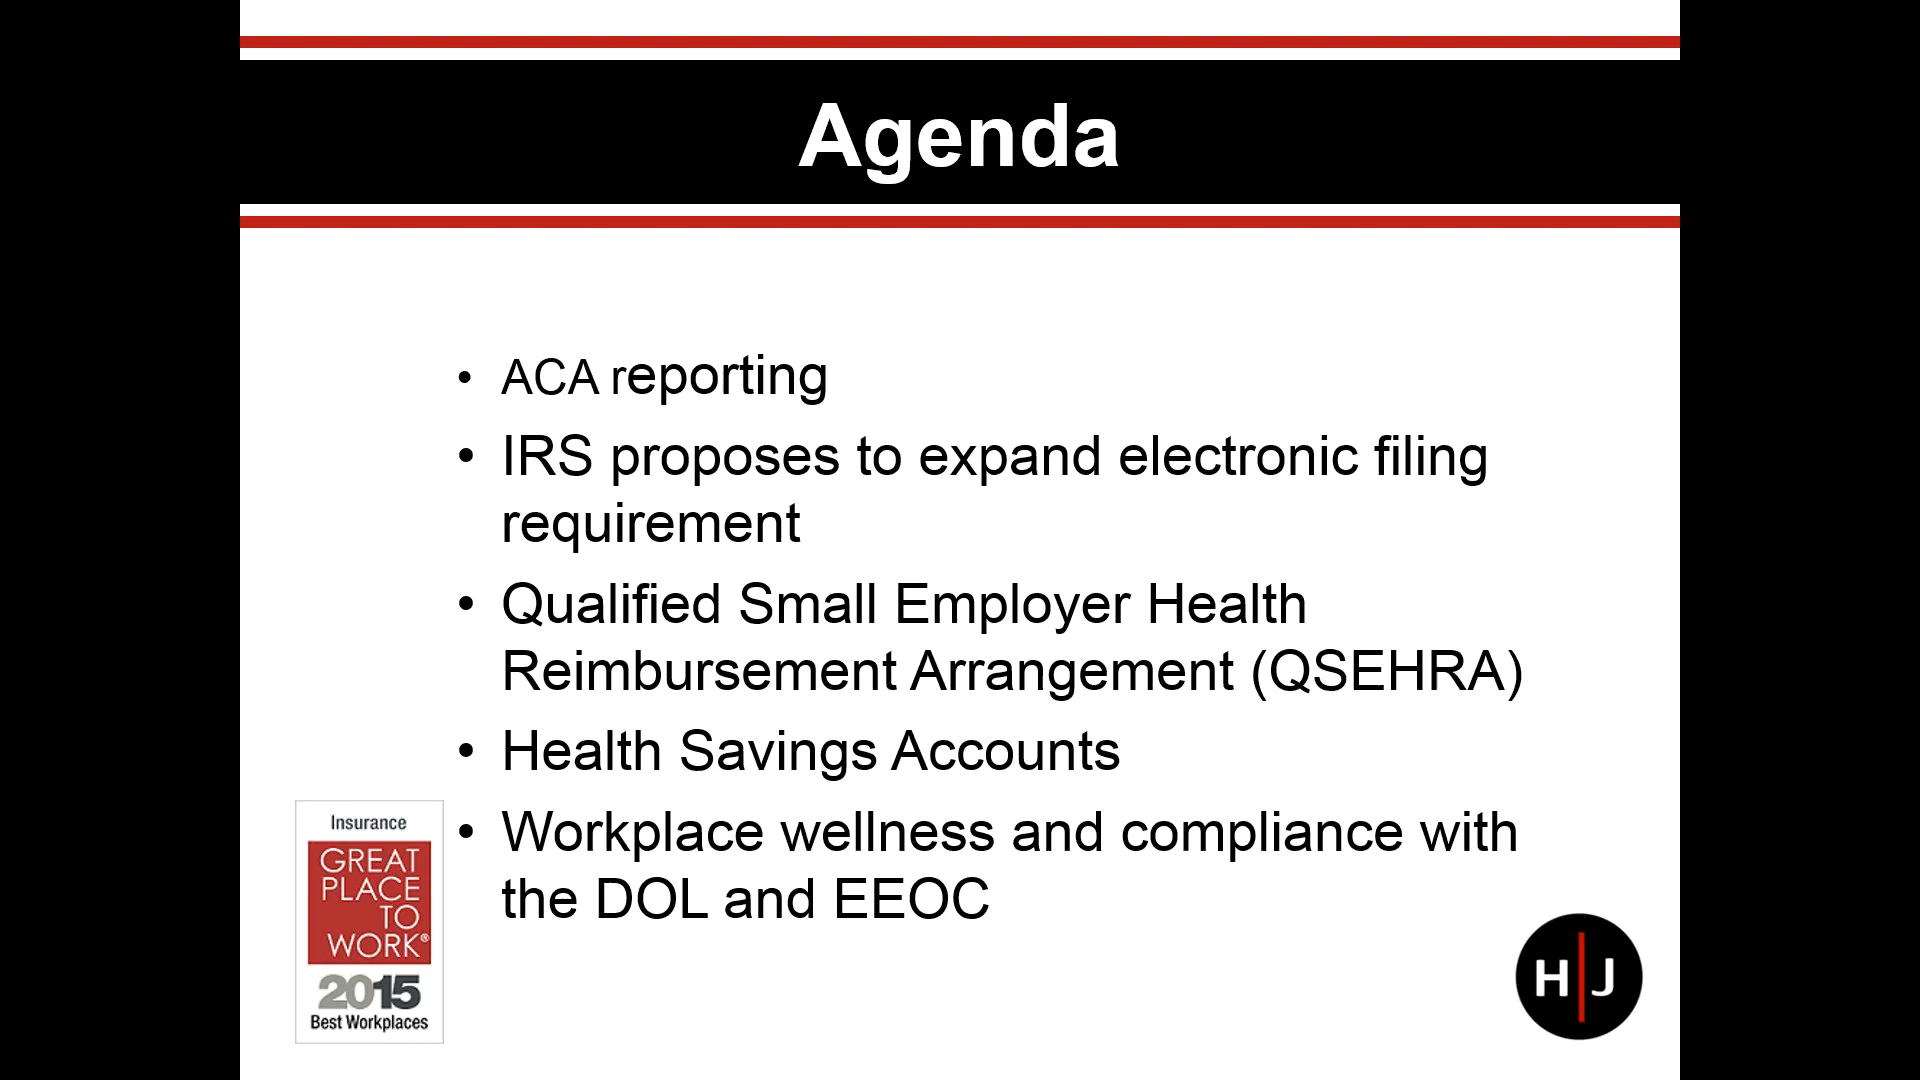 Agenda
• ACA reporting
• IRS proposes to expand electronic filing
requirement
• Qualified Small Employer Health
Reimbursement Arrangement (QSEHRA)
• Health Savings Accounts
• Workplace wellness and compliance with
the DOL and EEOC
Insurance
GREAT
PLACE
TO
WORK®
2015
Best Workplaces
H|J